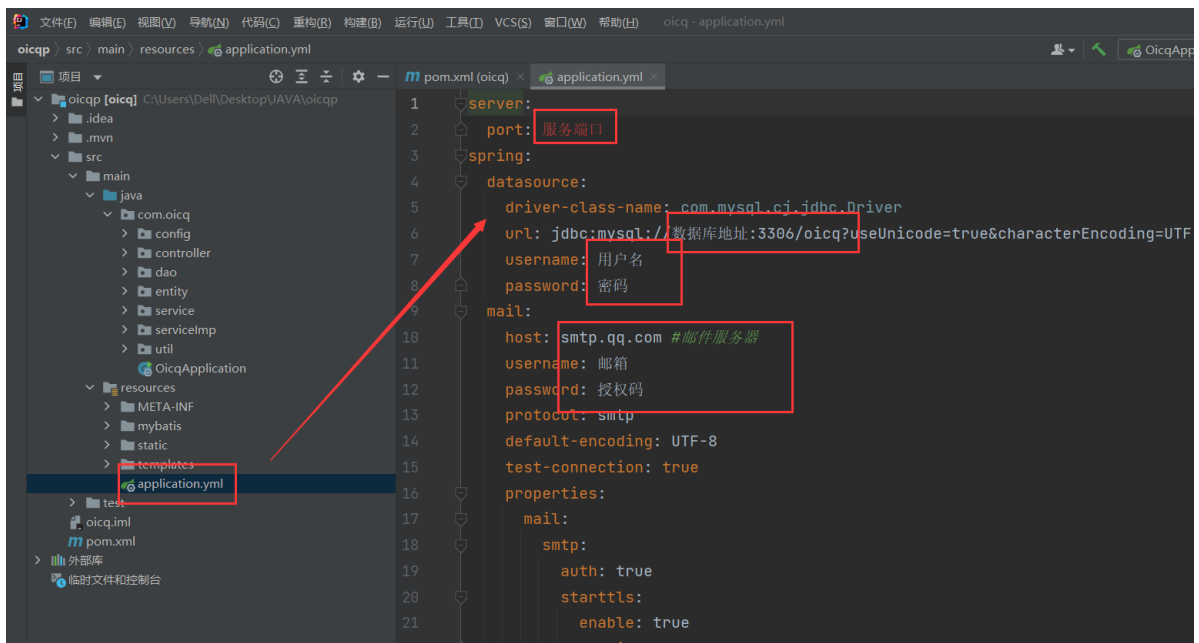 文件(F) 编辑(E) 视图(V) 导航(N) 代码(C) 重构(R) 构建(B) 运行(U) 工具(T) VCS(S) 窗口(W) 帮助(H) oicq - application.yml
oicqp 〉 src 〉 main 〉 resources 〉 application.yml
OicqApp
项目
项目
pom.xml (oicq) ×
application.yml ×
oicqp [oicq] C:\Users\Dell\Desktop\JAVA\oicqp
.idea
.mvn
src
main
java
com.oicq
config
controller
dao
entity
service
serviceImp
util
OicqApplication
resources
META-INF
mybatis
static
templates
application.yml
test
oicq.iml
pom.xml
外部库
临时文件和控制台
1 server:
2 port: 服务端口
3 spring:
4 datasource:
5 driver-class-name: com.mysql.cj.jdbc.Driver
6 url: jdbc:mysql://数据库地址:3306/oicq?useUnicode=true&characterEncoding=UTF
7 username: 用户名
8 password: 密码
9 mail:
10 host: smtp.qq.com #邮件服务器
11 username: 邮箱
12 password: 授权码
13 protocol: smtp
14 default-encoding: UTF-8
15 test-connection: true
16 properties:
17 mail:
18 smtp:
19 auth: true
20 starttls:
21 enable: true